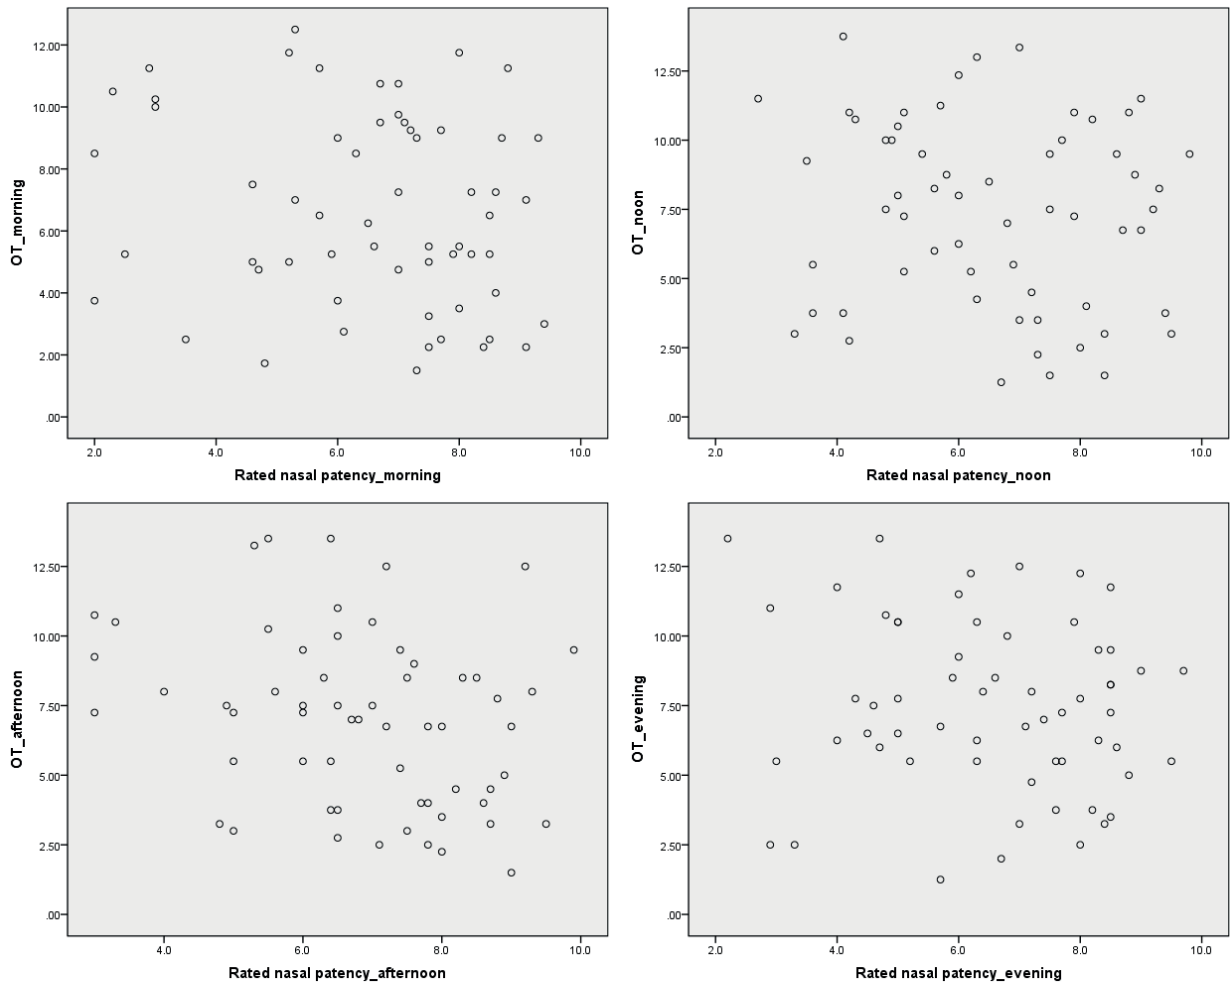 12.00
10.00
8.00
6.00
4.00
2.00
.00
OT_morning
2.0 4.0 6.0 8.0 10.0
Rated nasal patency_morning
12.50
10.00
7.50
5.00
2.50
.00
OT_noon
2.0 4.0 6.0 8.0 10.0
Rated nasal patency_noon
12.50
10.00
7.50
5.00
2.50
.00
OT_afternoon
4.0 6.0 8.0 10.0
Rated nasal patency_afternoon
12.50
10.00
7.50
5.00
2.50
.00
OT_evening
2.0 4.0 6.0 8.0 10.0
Rated nasal patency_evening